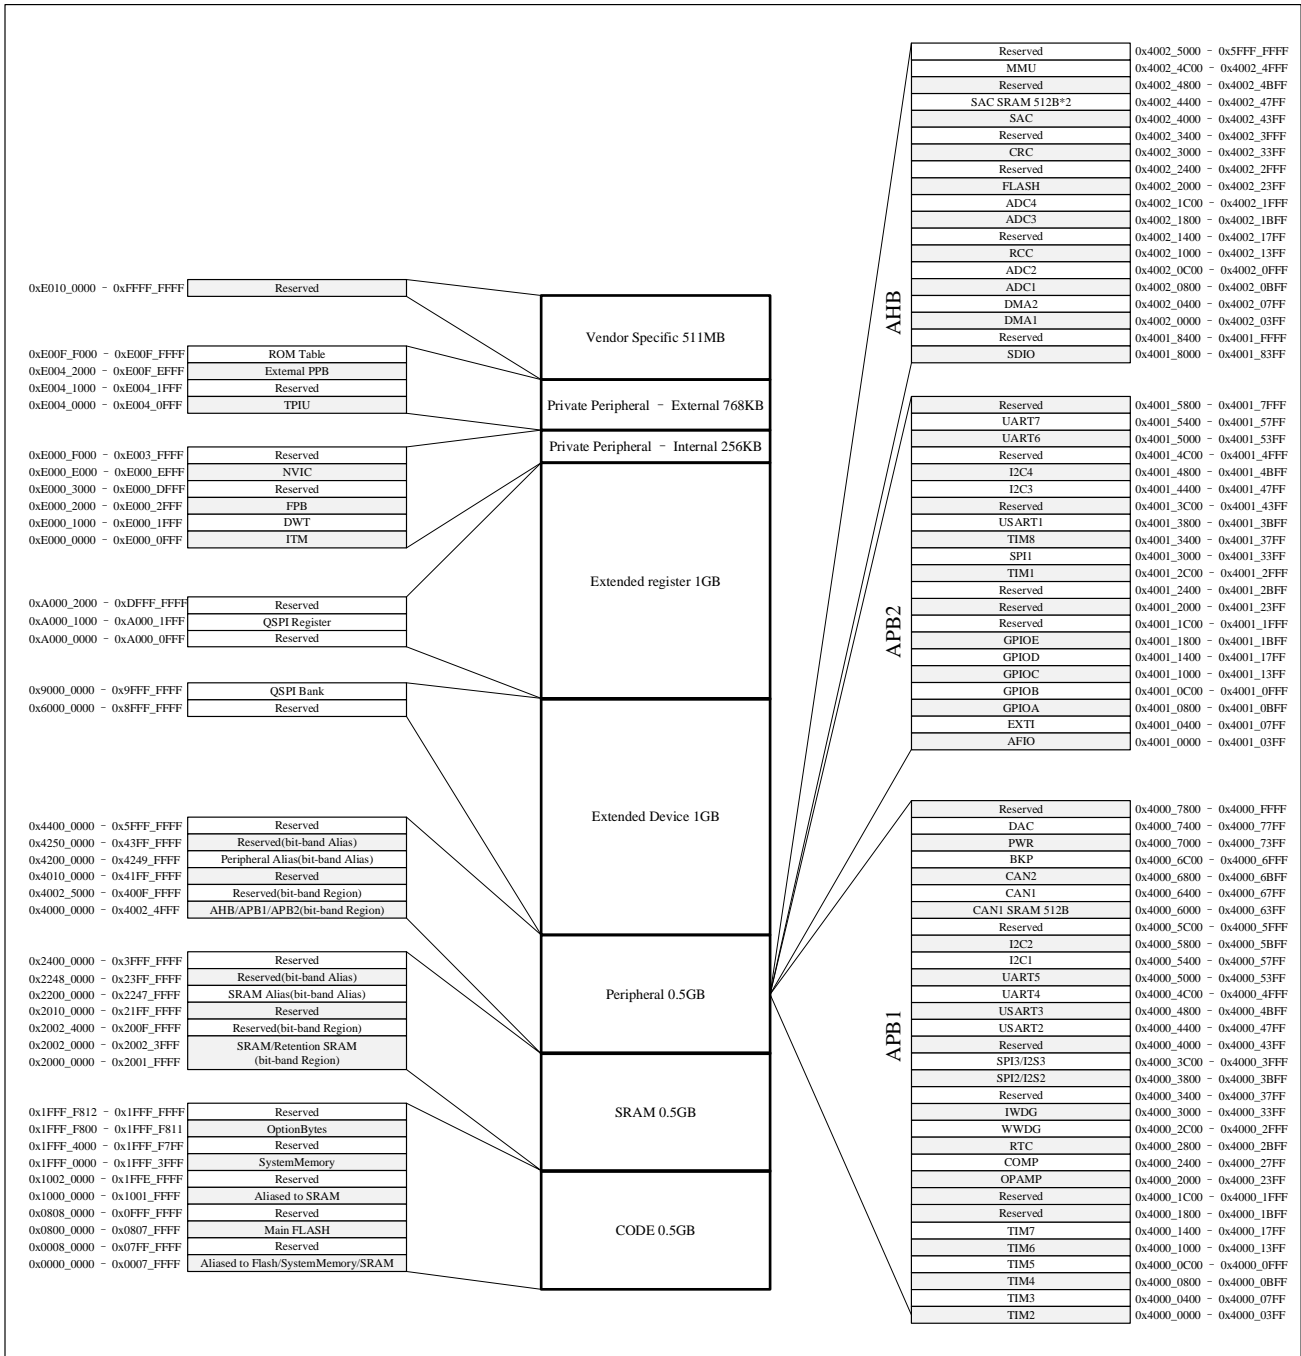 0xE010_0000 － 0xFFFF_FFFF Reserved
0xE00F_F000 － 0xE00F_FFFF ROM Table
0xE004_2000 － 0xE00F_EFFF External PPB
0xE004_1000 － 0xE004_1FFF Reserved
0xE004_0000 － 0xE004_0FFF TPIU
0xE000_F000 － 0xE003_FFFF Reserved
0xE000_E000 － 0xE000_EFFF NVIC
0xE000_3000 － 0xE000_DFFF Reserved
0xE000_2000 － 0xE000_2FFF FPB
0xE000_1000 － 0xE000_1FFF DWT
0xE000_0000 － 0xE000_0FFF ITM
0xA000_2000 － 0xDFFF_FFFF Reserved
0xA000_1000 － 0xA000_1FFF QSPI Register
0xA000_0000 － 0xA000_0FFF Reserved
0x9000_0000 － 0x9FFF_FFFF QSPI Bank
0x6000_0000 － 0x8FFF_FFFF Reserved
0x4400_0000 － 0x5FFF_FFFF Reserved
0x4250_0000 － 0x43FF_FFFF Reserved(bit-band Alias)
0x4200_0000 － 0x4249_FFFF Peripheral Alias(bit-band Alias)
0x4010_0000 － 0x41FF_FFFF Reserved
0x4002_5000 － 0x400F_FFFF Reserved(bit-band Region)
0x4000_0000 － 0x4002_4FFF AHB/APB1/APB2(bit-band Region)
0x2400_0000 － 0x3FFF_FFFF Reserved
0x2248_0000 － 0x23FF_FFFF Reserved(bit-band Alias)
0x2200_0000 － 0x2247_FFFF SRAM Alias(bit-band Alias)
0x2010_0000 － 0x21FF_FFFF Reserved
0x2002_4000 － 0x200F_FFFF Reserved(bit-band Region)
0x2002_0000 － 0x2002_3FFF SRAM/Retention SRAM
0x2000_0000 － 0x2001_FFFF (bit-band Region)
0x1FFF_F812 － 0x1FFF_FFFF Reserved
0x1FFF_F800 － 0x1FFF_F811 OptionBytes
0x1FFF_4000 － 0x1FFF_F7FF Reserved
0x1FFF_0000 － 0x1FFF_3FFF SystemMemory
0x1002_0000 － 0x1FFE_FFFF Reserved
0x1000_0000 － 0x1001_FFFF Aliased to SRAM
0x0808_0000 － 0x0FFF_FFFF Reserved
0x0800_0000 － 0x0807_FFFF Main FLASH
0x0008_0000 － 0x07FF_FFFF Reserved
0x0000_0000 － 0x0007_FFFF Aliased to Flash/SystemMemory/SRAM
Vendor Specific 511MB
Private Peripheral － External 768KB
Private Peripheral － Internal 256KB
Extended register 1GB
Extended Device 1GB
Peripheral 0.5GB
SRAM 0.5GB
CODE 0.5GB
AHB
Reserved 0x4002_5000 － 0x5FFF_FFFF
MMU 0x4002_4C00 － 0x4002_4FFF
Reserved 0x4002_4800 － 0x4002_4BFF
SAC SRAM 512B*2 0x4002_4400 － 0x4002_47FF
SAC 0x4002_4000 － 0x4002_43FF
Reserved 0x4002_3400 － 0x4002_3FFF
CRC 0x4002_3000 － 0x4002_33FF
Reserved 0x4002_2400 － 0x4002_2FFF
FLASH 0x4002_2000 － 0x4002_23FF
ADC4 0x4002_1C00 － 0x4002_1FFF
ADC3 0x4002_1800 － 0x4002_1BFF
Reserved 0x4002_1400 － 0x4002_17FF
RCC 0x4002_1000 － 0x4002_13FF
ADC2 0x4002_0C00 － 0x4002_0FFF
ADC1 0x4002_0800 － 0x4002_0BFF
DMA2 0x4002_0400 － 0x4002_07FF
DMA1 0x4002_0000 － 0x4002_03FF
Reserved 0x4001_8400 － 0x4001_FFFF
SDIO 0x4001_8000 － 0x4001_83FF
APB2
Reserved 0x4001_5800 － 0x4001_7FFF
UART7 0x4001_5400 － 0x4001_57FF
UART6 0x4001_5000 － 0x4001_53FF
Reserved 0x4001_4C00 － 0x4001_4FFF
I2C4 0x4001_4800 － 0x4001_4BFF
I2C3 0x4001_4400 － 0x4001_47FF
Reserved 0x4001_3C00 － 0x4001_43FF
USART1 0x4001_3800 － 0x4001_3BFF
TIM8 0x4001_3400 － 0x4001_37FF
SPI1 0x4001_3000 － 0x4001_33FF
TIM1 0x4001_2C00 － 0x4001_2FFF
Reserved 0x4001_2400 － 0x4001_2BFF
Reserved 0x4001_2000 － 0x4001_23FF
Reserved 0x4001_1C00 － 0x4001_1FFF
GPIOE 0x4001_1800 － 0x4001_1BFF
GPIOD 0x4001_1400 － 0x4001_17FF
GPIOC 0x4001_1000 － 0x4001_13FF
GPIOB 0x4001_0C00 － 0x4001_0FFF
GPIOA 0x4001_0800 － 0x4001_0BFF
EXTI 0x4001_0400 － 0x4001_07FF
AFIO 0x4001_0000 － 0x4001_03FF
APB1
Reserved 0x4000_7800 － 0x4000_FFFF
DAC 0x4000_7400 － 0x4000_77FF
PWR 0x4000_7000 － 0x4000_73FF
BKP 0x4000_6C00 － 0x4000_6FFF
CAN2 0x4000_6800 － 0x4000_6BFF
CAN1 0x4000_6400 － 0x4000_67FF
CAN1 SRAM 512B 0x4000_6000 － 0x4000_63FF
Reserved 0x4000_5C00 － 0x4000_5FFF
I2C2 0x4000_5800 － 0x4000_5BFF
I2C1 0x4000_5400 － 0x4000_57FF
UART5 0x4000_5000 － 0x4000_53FF
UART4 0x4000_4C00 － 0x4000_4FFF
USART3 0x4000_4800 － 0x4000_4BFF
USART2 0x4000_4400 － 0x4000_47FF
Reserved 0x4000_4000 － 0x4000_43FF
SPI3/I2S3 0x4000_3C00 － 0x4000_3FFF
SPI2/I2S2 0x4000_3800 － 0x4000_3BFF
Reserved 0x4000_3400 － 0x4000_37FF
IWDG 0x4000_3000 － 0x4000_33FF
WWDG 0x4000_2C00 － 0x4000_2FFF
RTC 0x4000_2800 － 0x4000_2BFF
COMP 0x4000_2400 － 0x4000_27FF
OPAMP 0x4000_2000 － 0x4000_23FF
Reserved 0x4000_1C00 － 0x4000_1FFF
Reserved 0x4000_1800 － 0x4000_1BFF
TIM7 0x4000_1400 － 0x4000_17FF
TIM6 0x4000_1000 － 0x4000_13FF
TIM5 0x4000_0C00 － 0x4000_0FFF
TIM4 0x4000_0800 － 0x4000_0BFF
TIM3 0x4000_0400 － 0x4000_07FF
TIM2 0x4000_0000 － 0x4000_03FF